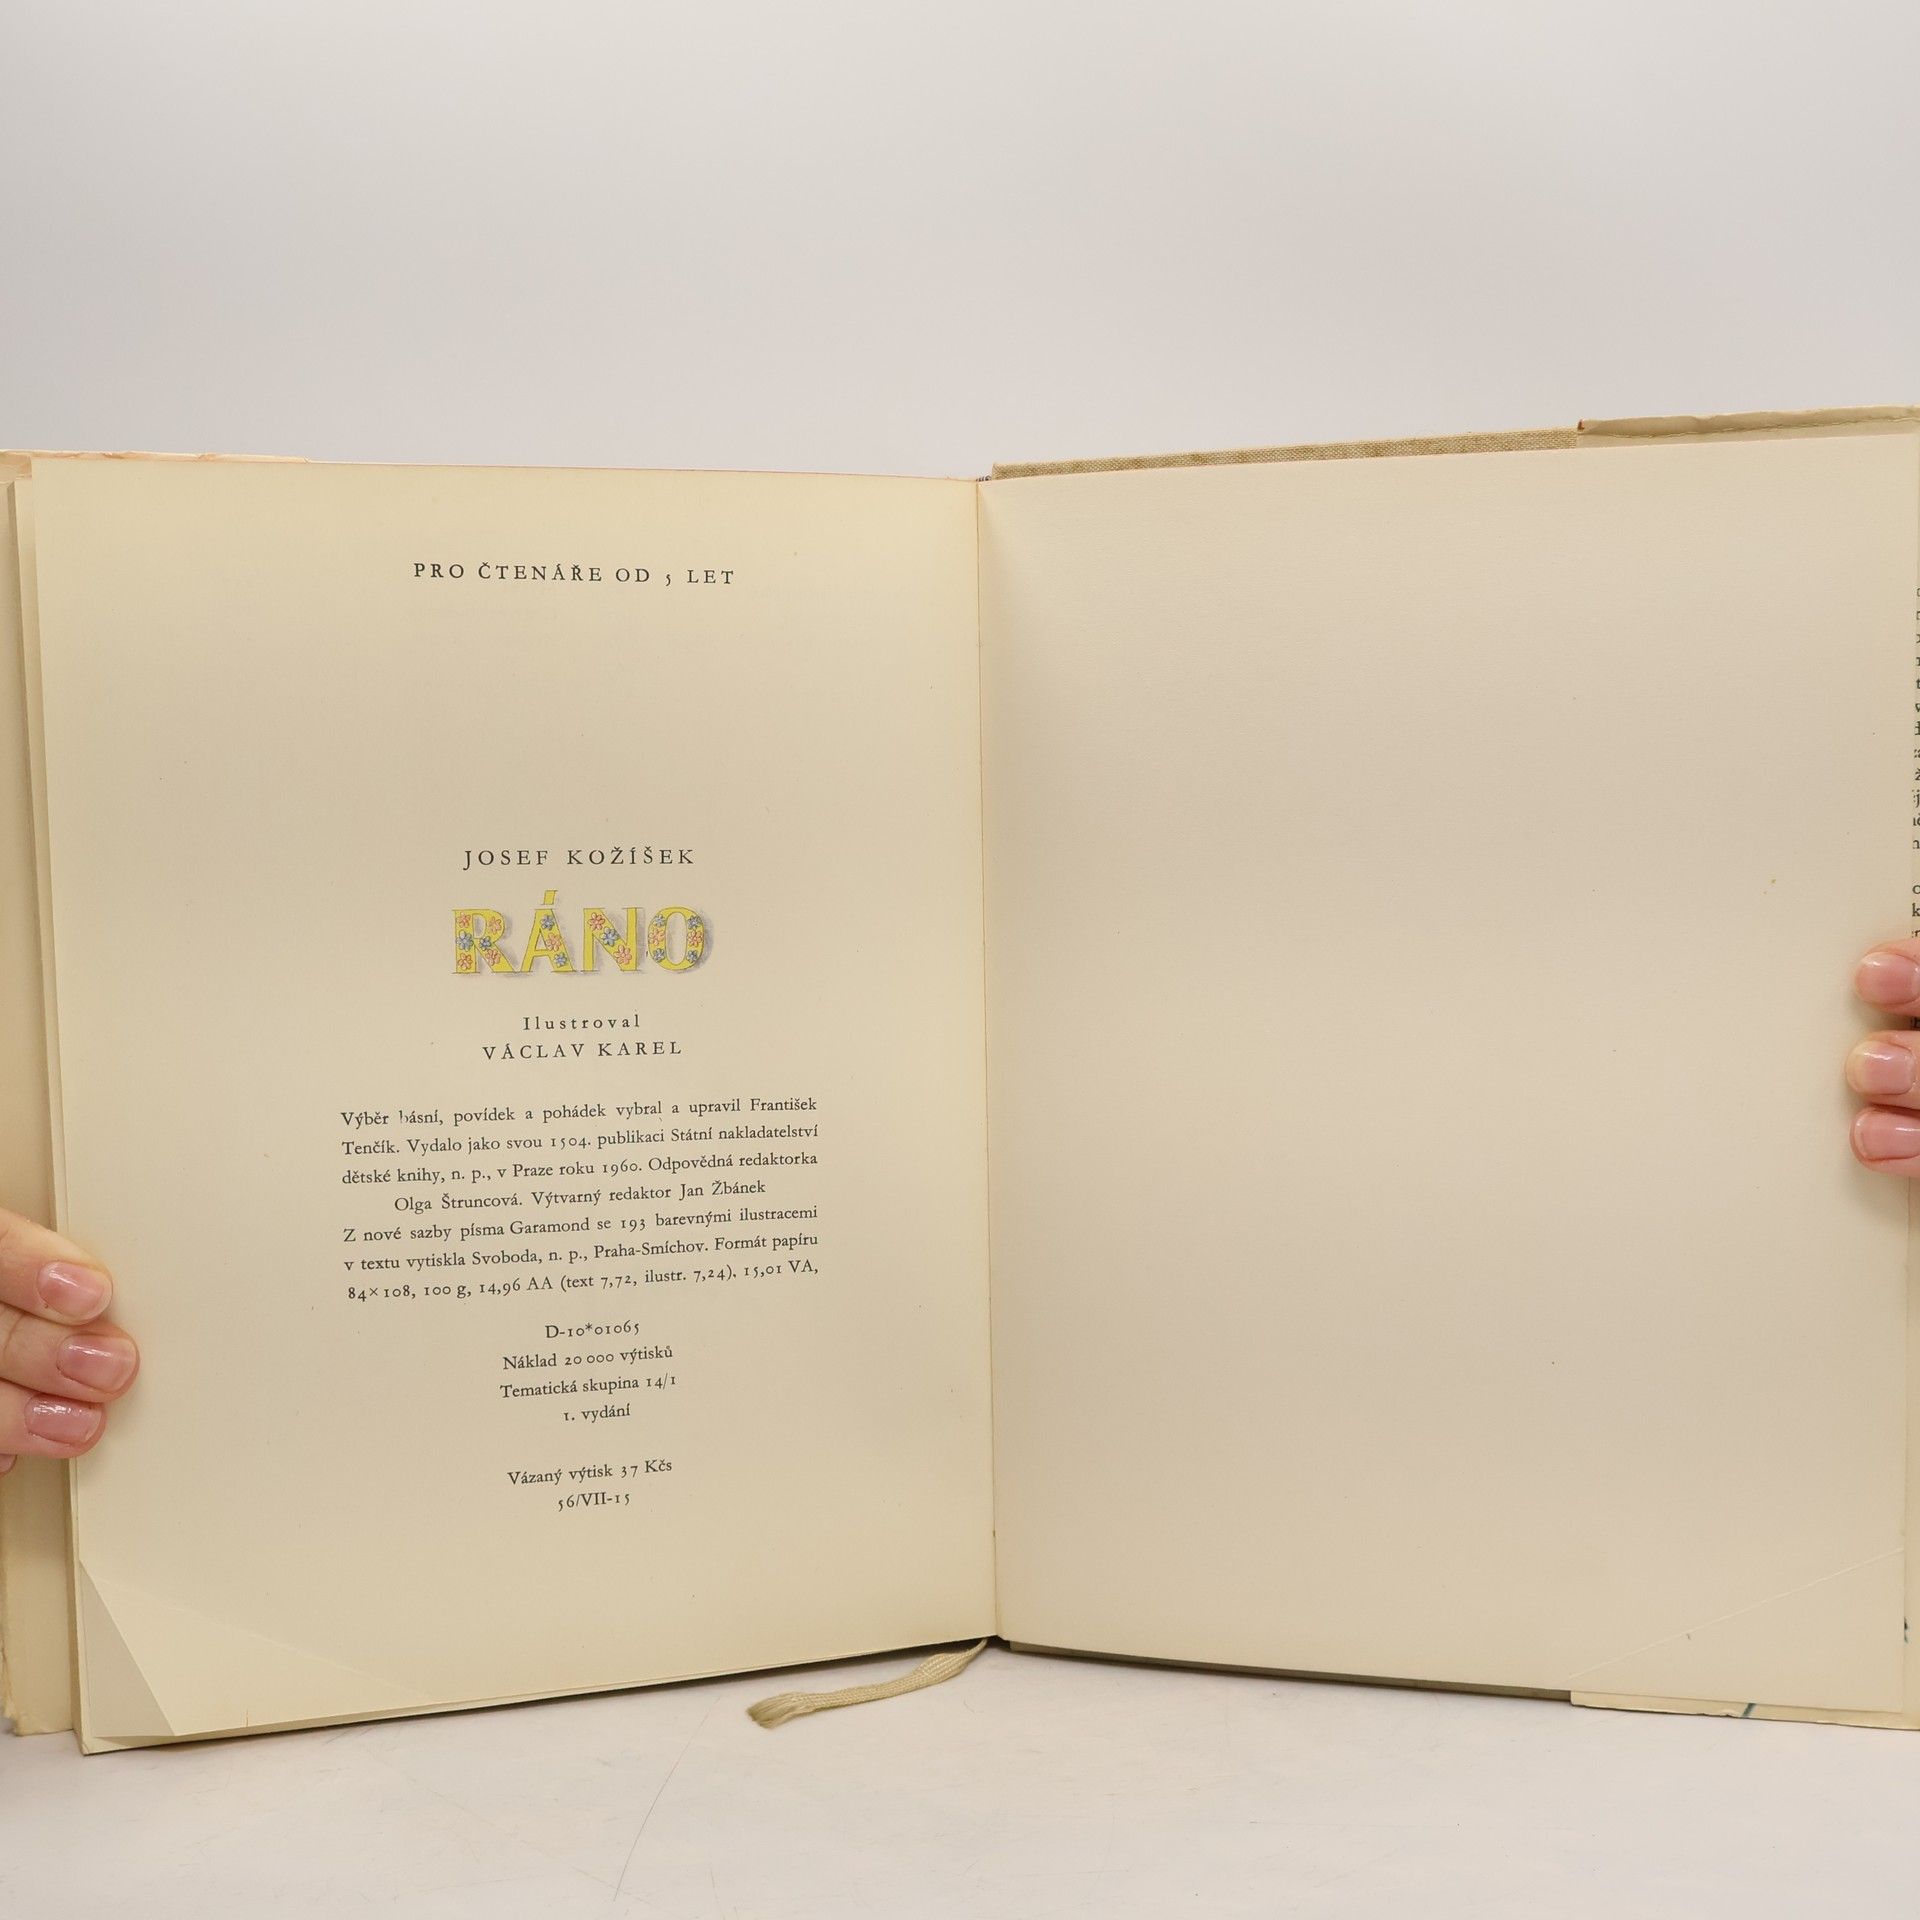 PRO ČTENÁŘE OD 5 LET
JOSEF KOŽÍŠEK
RÁNO
Ilustroval
VÁCLAV KAREL
Výběr básní, povídek a pohádek vybral a upravil František
Tenčík. Vydalo jako svou 1504. publikaci Státní nakladatelství
dětské knihy, n. p., v Praze roku 1960. Odpovědná redaktorka
Olga Štruncová. Výtvarný redaktor Jan Žbánek
Z nové sazby písma Garamond se 193 barevnými ilustracemi
v textu vytiskla Svoboda, n. p., Praha-Smíchov. Formát papíru
84×108, 100 g, 14,96 AA (text 7,72, ilustr. 7,24). 15,01 VA,
D-10*01065
Náklad 20 000 výtisků
Tematická skupina 14/1
1. vydání
Vázaný výtisk 37 Kčs
56/VII-15